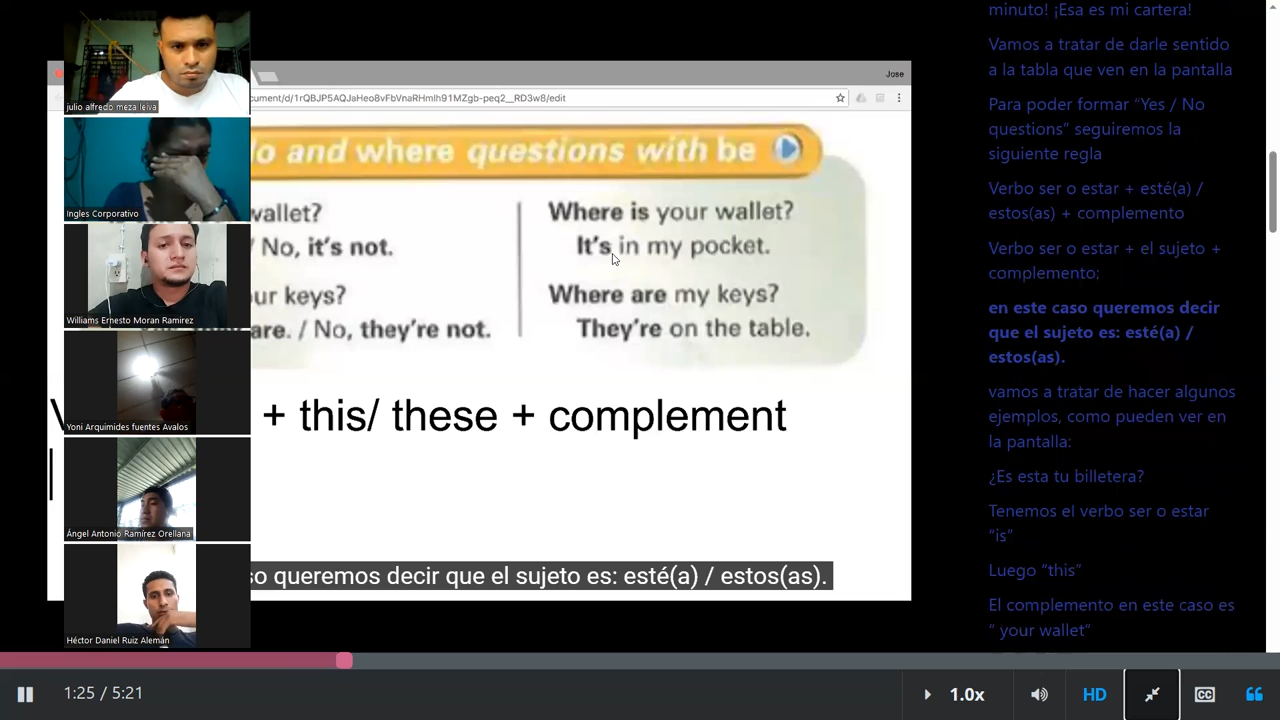 julio alfredo meza leiva
Ingles Corporativo
Williams Ernesto Moran Ramirez
Yoni Arquimides fuentes Avalos
Ángel Antonio Ramírez Orellana
Héctor Daniel Ruiz Alemán
Jose
cument/d/1rQBJP5AQJaHeo8vFbVnaRHmlh91MZgb-peq2__RD3w8/edit
and where questions with be
wallet?
/ No, it's not.
ur keys?
are. / No, they're not.
Where is your wallet?
It's in my pocket.
Where are my keys?
They're on the table.
+ this/ these + complement
so queremos decir que el sujeto es: esté(a) / estos(as).
minuto! ¡Esa es mi cartera!
Vamos a tratar de darle sentido
a la tabla que ven en la pantalla
Para poder formar “Yes / No
questions” seguiremos la
siguiente regla
Verbo ser o estar + esté(a) /
estos(as) + complemento
Verbo ser o estar + el sujeto +
complemento;
en este caso queremos decir
que el sujeto es: esté(a) /
estos(as).
vamos a tratar de hacer algunos
ejemplos, como pueden ver en
la pantalla:
¿Es esta tu billetera?
Tenemos el verbo ser o estar
“is”
Luego “this”
El complemento en este caso es
“ your wallet”
1:25 / 5:21
1.0x
HD
CC